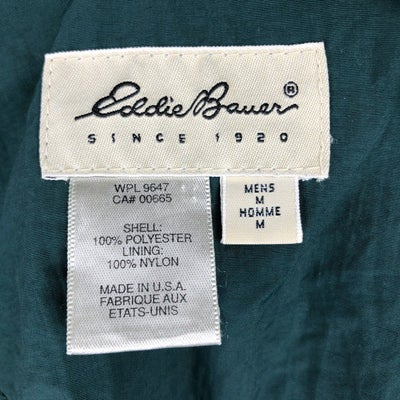 Eddie Bauer®
SINCE 1920
WPL 9647
CA# 00665
SHELL:
100% POLYESTER
LINING:
100% NYLON
MADE IN U.S.A.
FABRIQUE AUX
ETATS-UNIS
MENS
M
HOMME
M